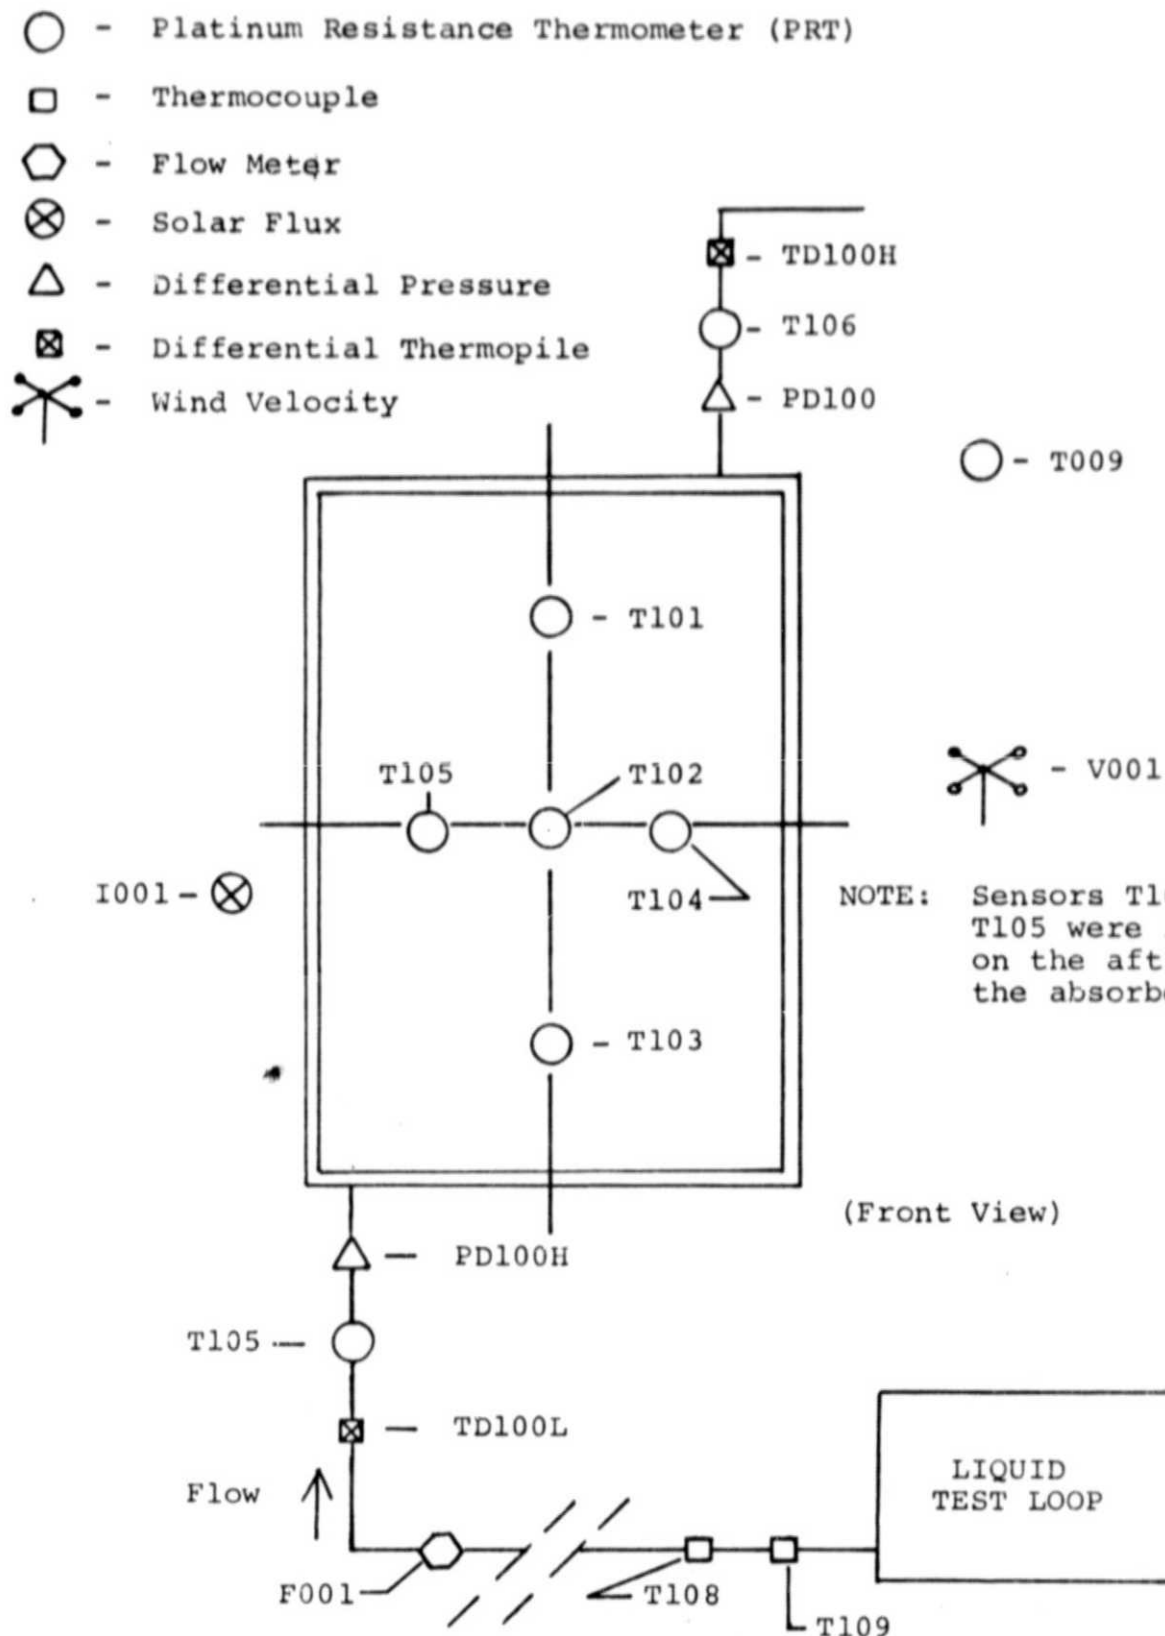 - Platinum Resistance Thermometer (PRT)
- Thermocouple
- Flow Meter
- Solar Flux
- Differential Pressure
- Differential Thermopile
- Wind Velocity
- TD100H
- T106
- PD100
- T009
- T101
T105
T102
- V001
I001 -
T104
NOTE: Sensors
T105 were
on the aft
the
- T103
(Front View)
- PD100H
T105 -
- TD100L
Flow
LIQUID
TEST LOOP
F001
T108
T109